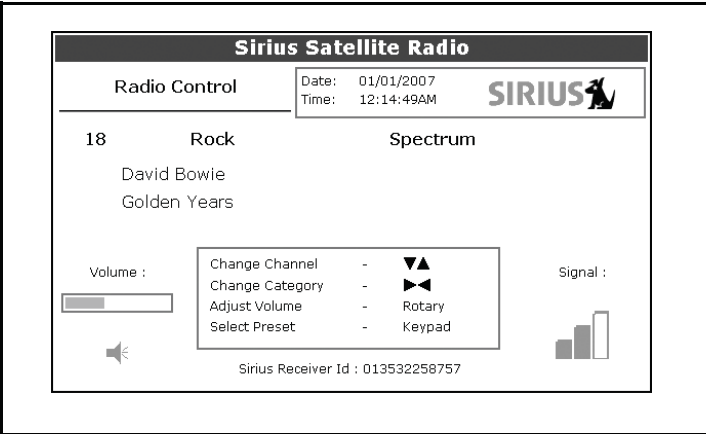 Sirius Satellite Radio
Radio Control
Date: 01/01/2007
Time: 12:14:49AM
SIRIUS
18 Rock Spectrum
David Bowie
Golden Years
Volume :
Change Channel - ▼▲
Change Category - ►◄
Adjust Volume - Rotary
Select Preset - Keypad
Signal :
Sirius Receiver Id : 013532258757